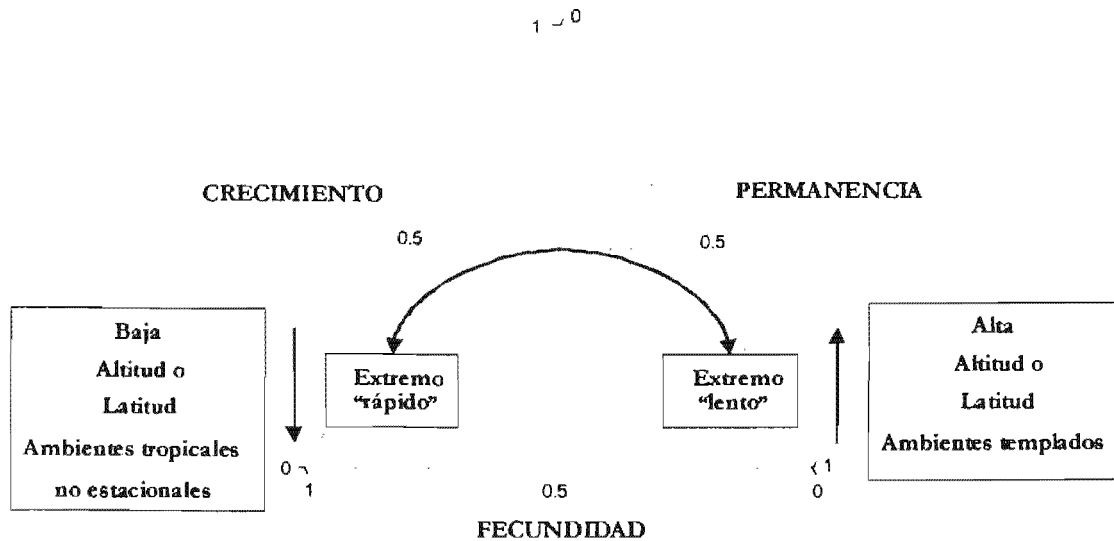 1 0
CRECIMIENTO
PERMANENCIA
0.5
0.5
Baja
Altitud o
Latitud
Ambientes tropicales
no estacionales
Extremo
“rápido”
Extremo
“lento”
Alta
Altitud o
Latitud
Ambientes templados
0
1
0.5
1
0
FECUNDIDAD